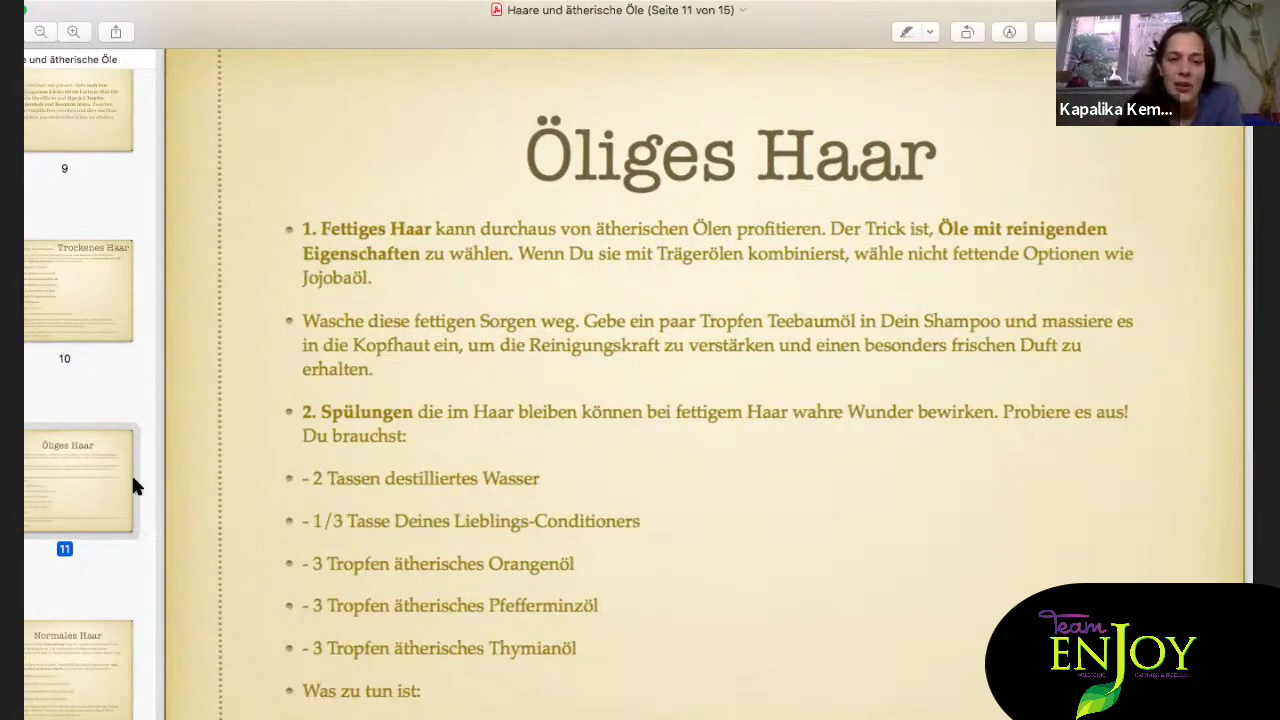 Haare und ätherische Öle (Seite 11 von 15)
e und ätherische Öle
Kapalika Kem...
9
Trockenes Haar
10
Öliges Haar
11
Normales Haar
Öliges Haar
1. Fettiges Haar kann durchaus von ätherischen Ölen profitieren. Der Trick ist, Öle mit reinigenden
Eigenschaften zu wählen. Wenn Du sie mit Trägerölen kombinierst, wähle nicht fettende Optionen wie
Jojobaöl.
Wasche diese fettigen Sorgen weg. Gebe ein paar Tropfen Teebaumöl in Dein Shampoo und massiere es
in die Kopfhaut ein, um die Reinigungskraft zu verstärken und einen besonders frischen Duft zu
erhalten.
2. Spülungen die im Haar bleiben können bei fettigem Haar wahre Wunder bewirken. Probiere es aus!
Du brauchst:
- 2 Tassen destilliertes Wasser
- 1/3 Tasse Deines Lieblings-Conditioners
- 3 Tropfen ätherisches Orangenöl
- 3 Tropfen ätherisches Pfefferminzöl
- 3 Tropfen ätherisches Thymianöl
Was zu tun ist:
Team
ENJOY